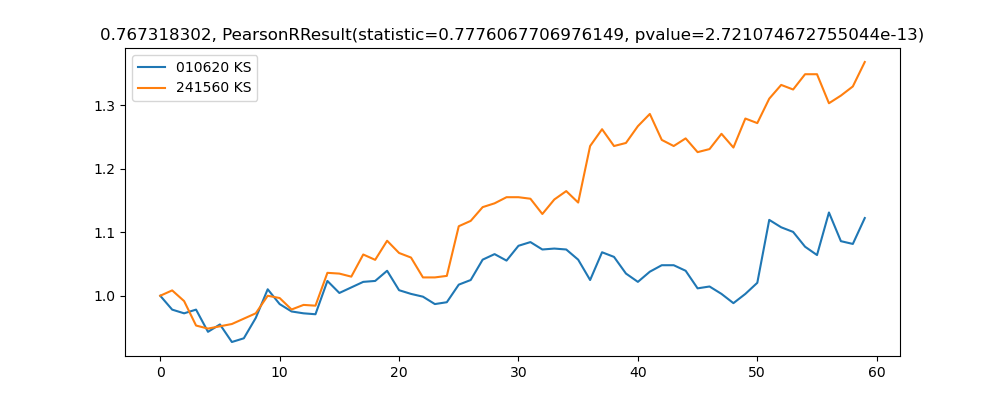 0.767318302, PearsonRResult(statistic=0.7776067706976149, pvalue=2.721074672755044e-13)
010620 KS
241560 KS
1.3
1.2
1.1
1.0
0 10 20 30 40 50 60